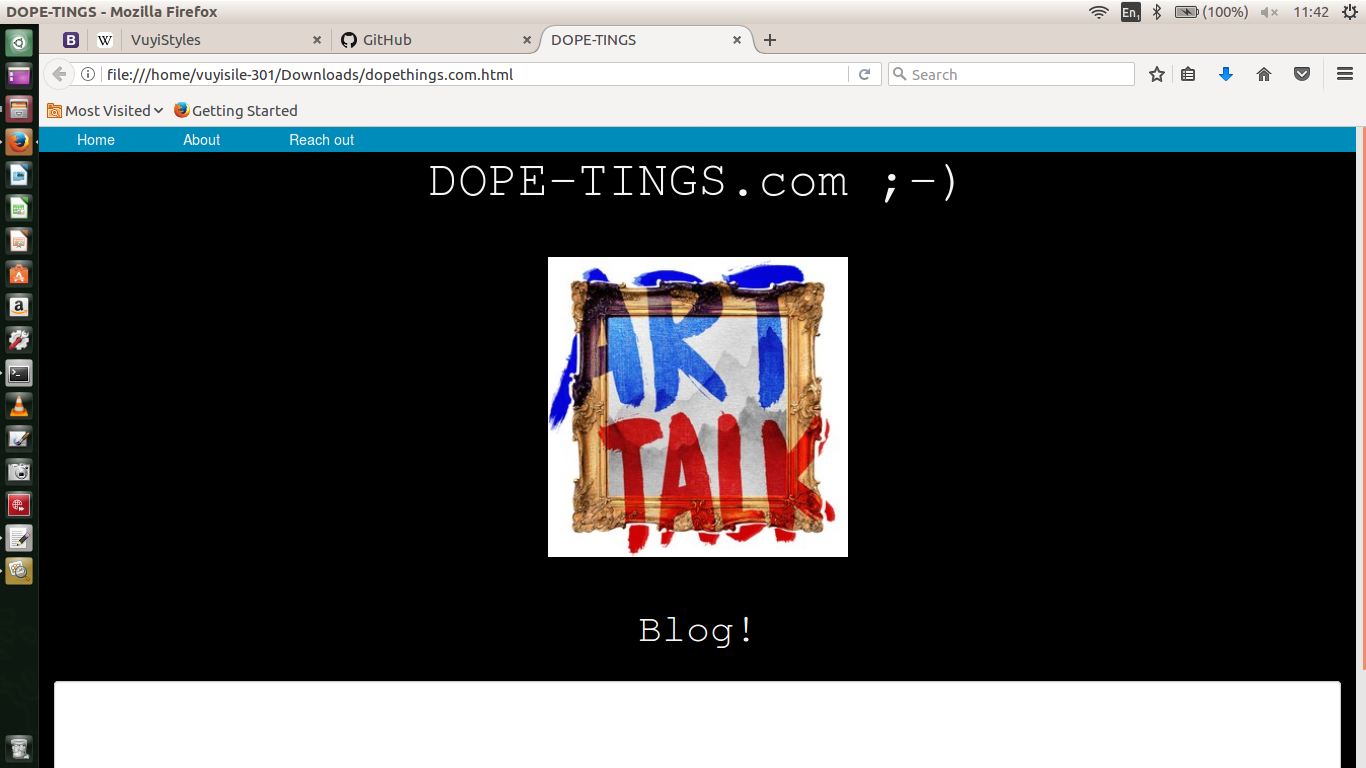 DOPE-TINGS - Mozilla Firefox
En1
(100%)
11:42
B
W
VuyiStyles
GitHub
DOPE-TINGS
file:///home/vuyisile-301/Downloads/dopethings.com.html
Search
Most Visited
Getting Started
Home
About
Reach out
DOPE-TINGS.com ;-)
ART
TALK
Blog!
a